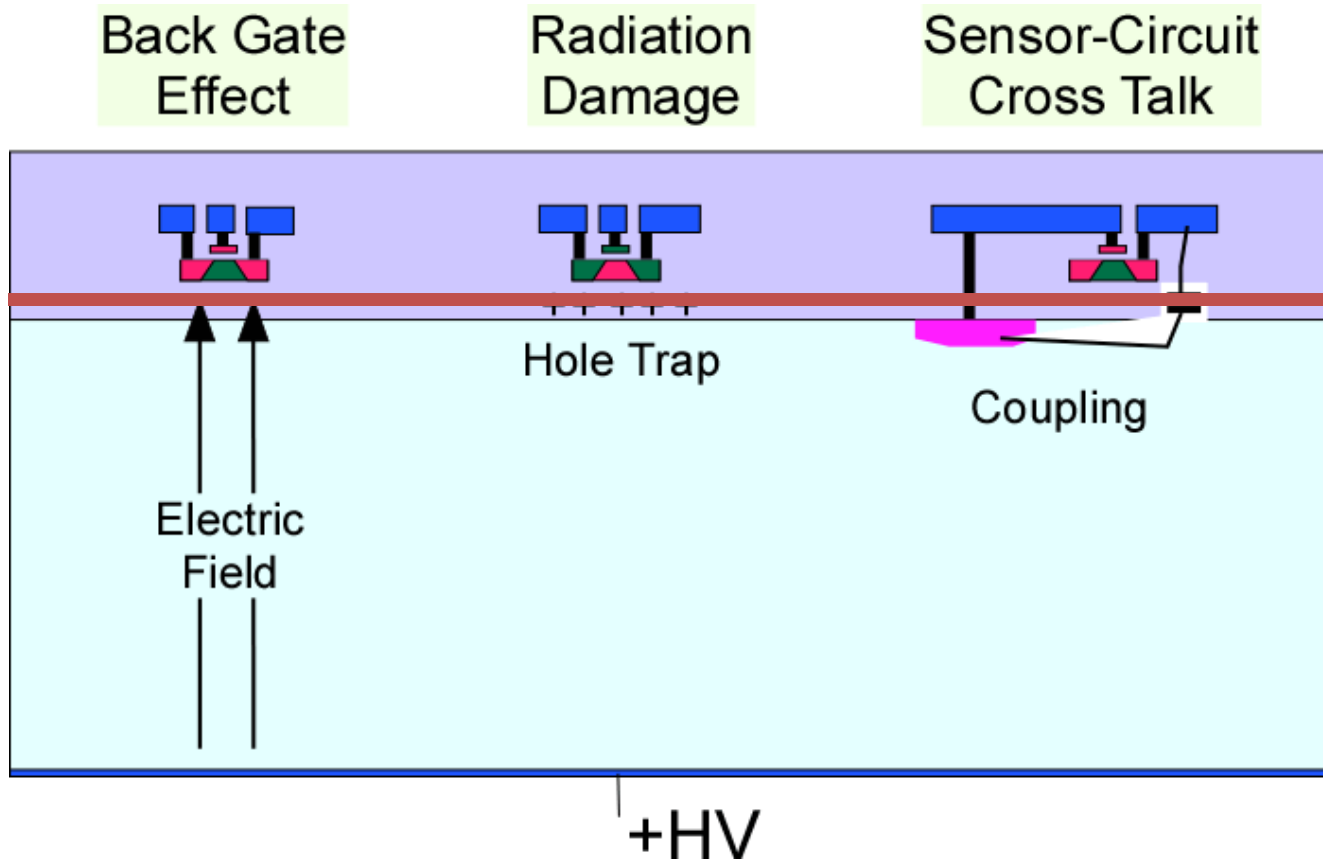 Back Gate
Effect
Radiation
Damage
Sensor-Circuit
Cross Talk
Hole Trap
Coupling
Electric
Field
+HV